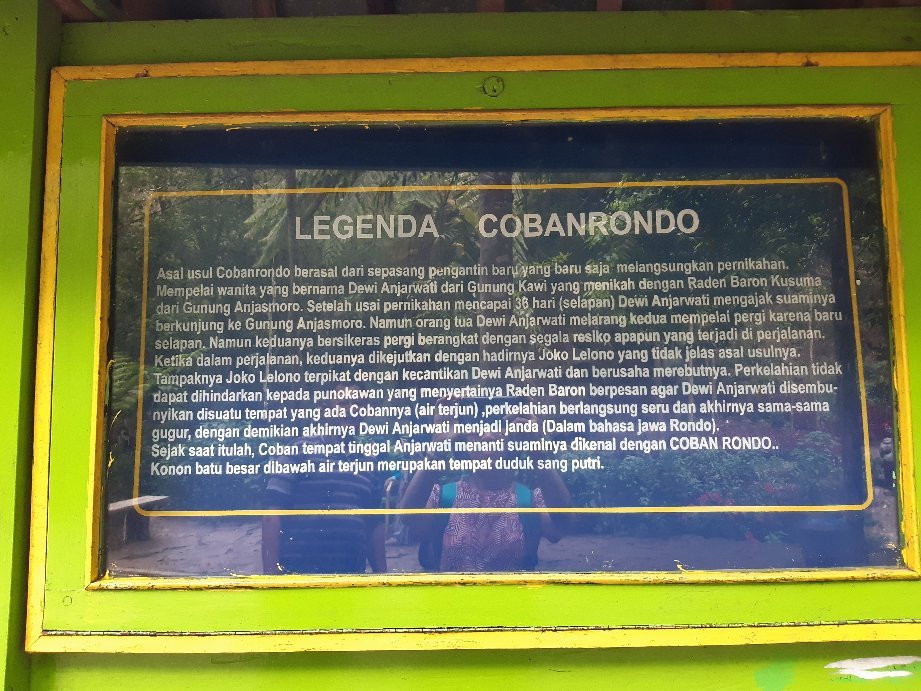 LEGENDA COBANRONDO
Asal usul Cobanrondo berasal dari sepasang pengantin baru yang baru saja melangsungkan pernikahan.
Mempelai wanita yang bernama Dewi Anjarwati dari Gunung Kawi yang menikah dengan Raden Baron Kusuma
dari Gunung Anjasmoro. Setelah usai pernikahan mencapai 36 hari (selapan) Dewi Anjarwati mengajak suaminya
berkunjung ke Gunung Anjasmoro. Namun orang tua Dewi Anjarwati melarang kedua mempelai pergi karena baru
selapan. Namun keduanya bersikeras pergi berangkat dengan segala resiko apapun yang terjadi di perjalanan.
Ketika dalam perjalanan, keduanya dikejutkan dengan hadirnya Joko Lelono yang tidak jelas asal usulnya.
Tampaknya Joko Lelono terpikat dengan kecantikan Dewi Anjarwati dan berusaha merebutnya. Perkelahian tidak
dapat dihindarkan, kepada punokawan yang menyertainya Raden Baron berpesan agar Dewi Anjarwati disembu-
nyikan disuatu tempat yang ada Cobannya (air terjun) ,perkelahian berlangsung seru dan akhirnya sama-sama
gugur, dengan demikian akhirnya Dewi Anjarwati menjadi janda (Dalam bahasa jawa Rondo).
Sejak saat itulah, Coban tempat tinggal Anjarwati menanti suaminya dikenal dengan COBAN RONDO..
Konon batu besar dibawah air terjun merupakan tempat duduk sang putri.